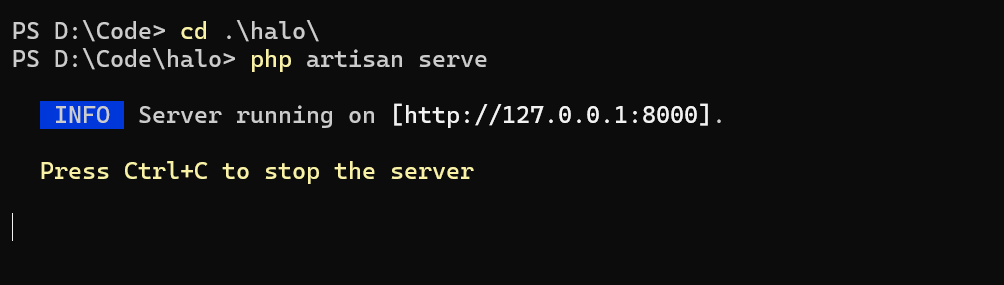 PS D:\Code> cd .\halo\
PS D:\Code\halo> php artisan serve
INFO Server running on [http://127.0.0.1:8000].
Press Ctrl+C to stop the server